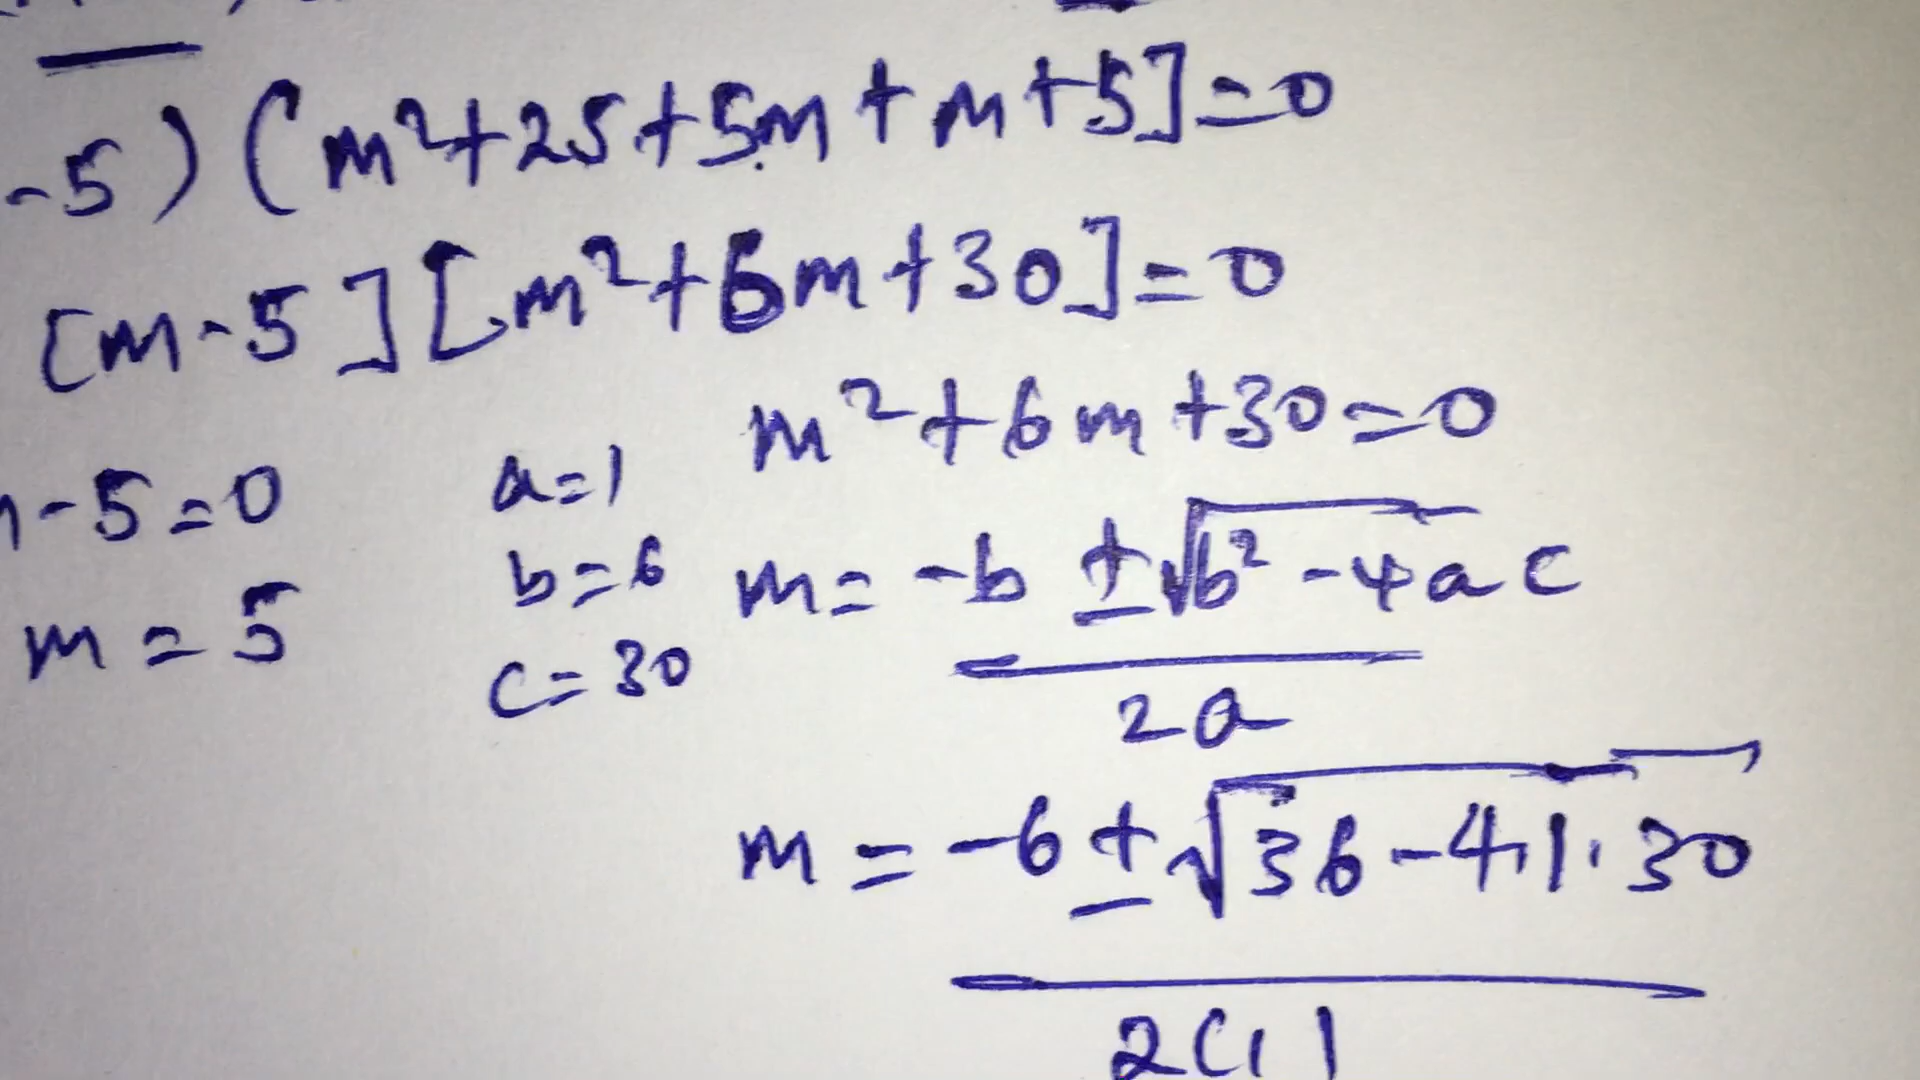 -5) (m²+25+5m+m+5]=0
[m-5] [m²+6m+30]=0
m²+6m+30=0
m-5=0
a=1
m=5
b=6
c=30
m= -b ±√b²-4ac
2a
m= -6±√36-4.1.30
2(1)